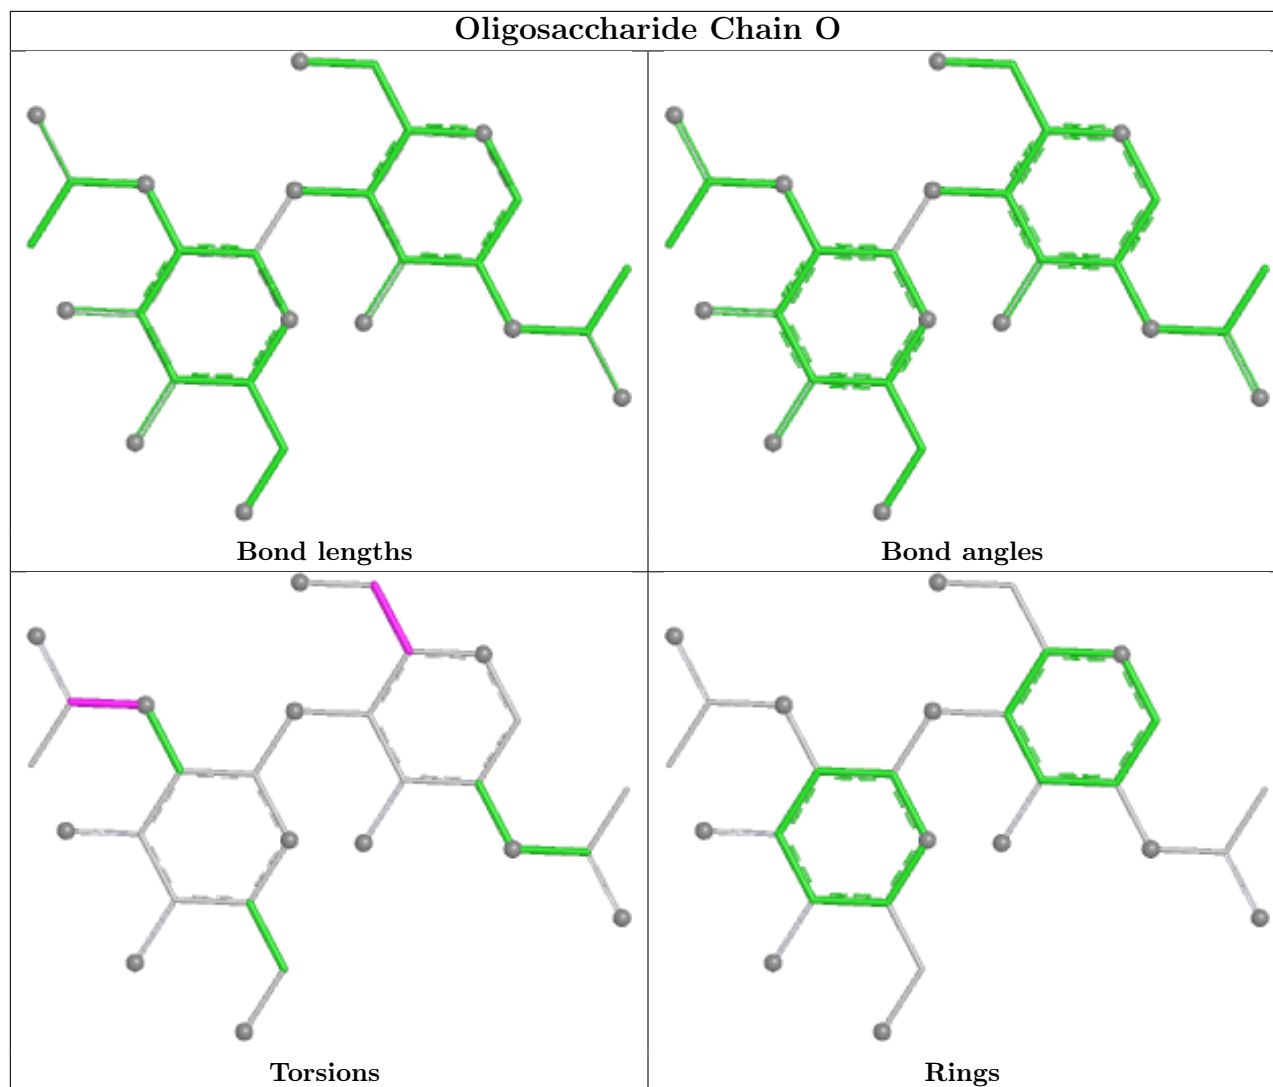 Oligosaccharide Chain O
Bond lengths
Bond angles
Torsions
Rings